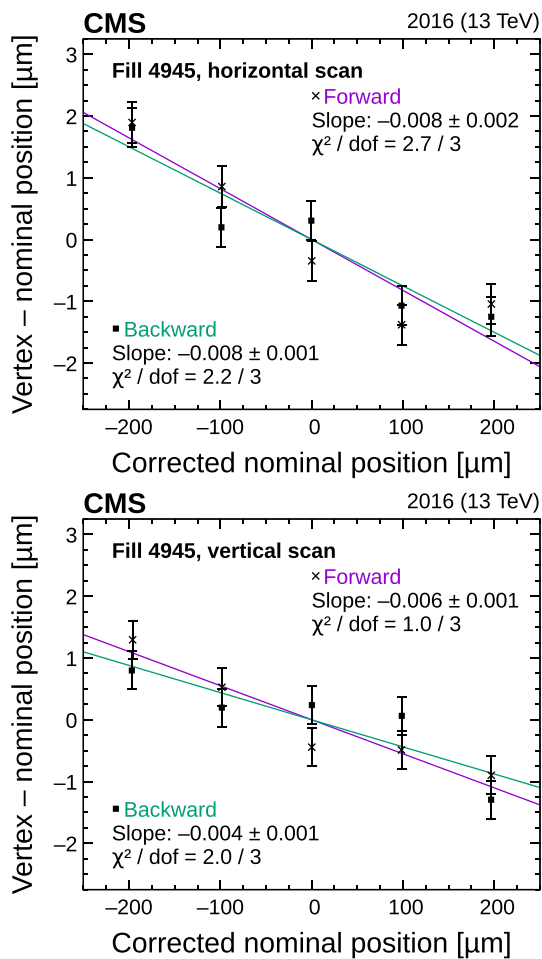 CMS 2016 (13 TeV)
Fill 4945, horizontal scan
× Forward
Slope: –0.008 ± 0.002
χ² / dof = 2.7 / 3
Vertex – nominal position [µm]
3
2
1
0
–1
–2
■ Backward
Slope: –0.008 ± 0.001
χ² / dof = 2.2 / 3
–200 –100 0 100 200
Corrected nominal position [µm]
CMS 2016 (13 TeV)
Fill 4945, vertical scan
× Forward
Slope: –0.006 ± 0.001
χ² / dof = 1.0 / 3
Vertex – nominal position [µm]
3
2
1
0
–1
–2
■ Backward
Slope: –0.004 ± 0.001
χ² / dof = 2.0 / 3
–200 –100 0 100 200
Corrected nominal position [µm]